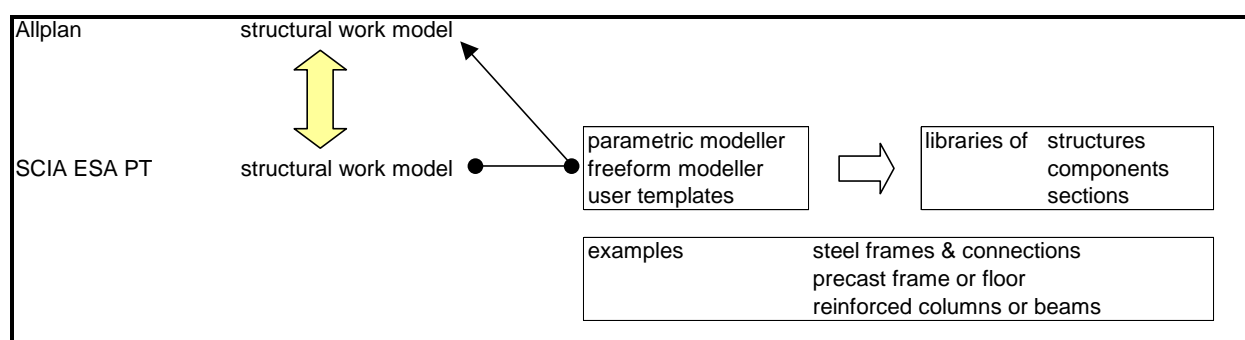 Allplan structural work model
SCIA ESA PT structural work model
parametric modeller
freeform modeller
user templates
libraries of structures
components
sections
examples steel frames & connections
precast frame or floor
reinforced columns or beams